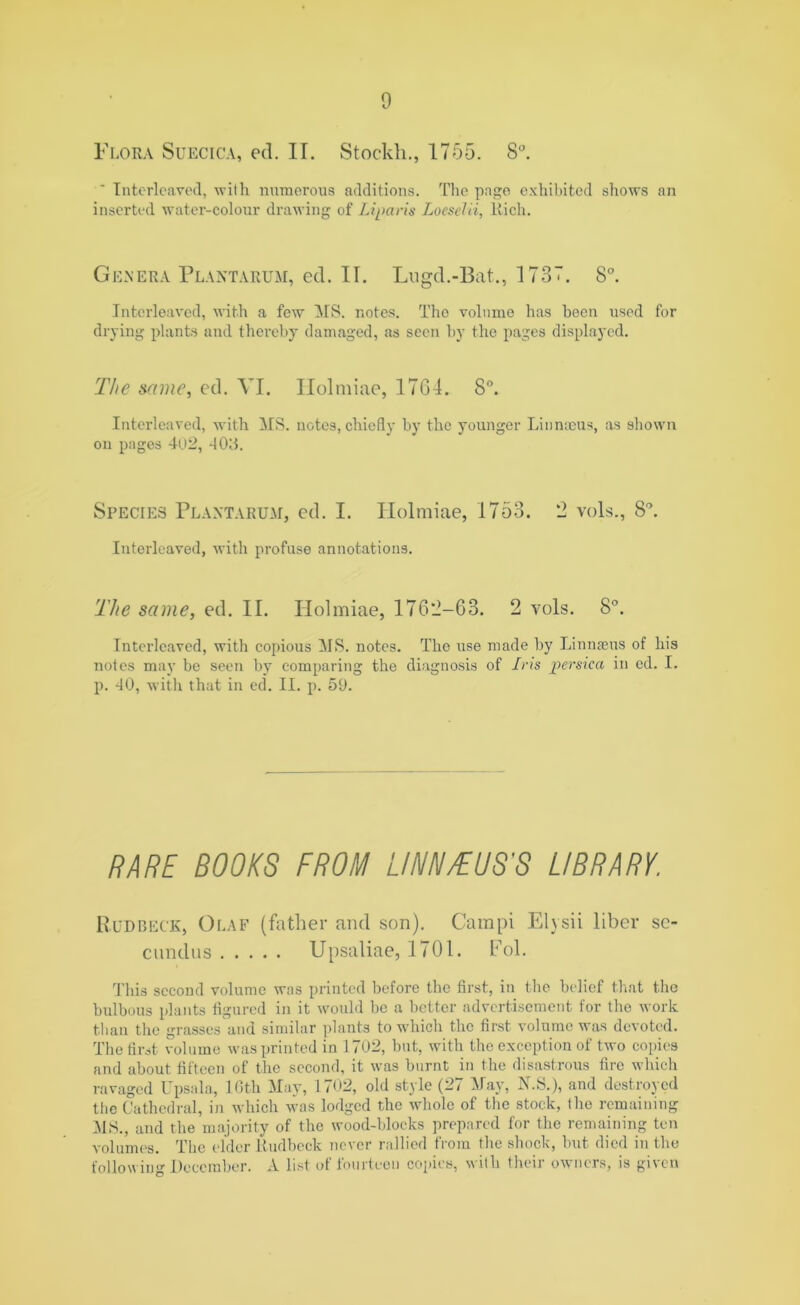 9
FLORA SUECICA, ed. II. Stockh., 1755. 8°.
Interleaved, with numerous additions. The page exhibited shows an
inserted water-colour drawing of Liparis Loeselii, Rich.
GENERA PLANTARUM, ed. II. Lugd.-Bat., 1737. 8°.
Interleaved, with a few MS. notes. The volume has been used for
drying plants and thereby damaged, as seen by the pages displayed.
The same, ed. VI. Holmiae, 1764. 8°.
Interleaved, with MS. notes, chiefly by the younger Linnæus, as shown
on pages 402, 403.
SPECIES PLANTARUM, ed. I. Holmiae, 1753. 2 vols., 8°.
Interleaved, with profuse annotations.
The same, ed. II. Holmiae, 1762–63. 2 vols. 8°.
Interleaved, with copious MS. notes. The use made by Linnæus of his
notes may be seen by comparing the diagnosis of Iris persica in ed. I.
p. 40, with that in ed. II. p. 59.
RARE BOOKS FROM LINNÆUS'S LIBRARY.
RUDBECK, OLAF (father and son). Campi Elysii liber se-
cundus ..... Upsaliae, 1701. Fol.
This second volume was printed before the first, in the belief that the
bulbous plants figured in it would be a better advertisement for the work
than the grasses and similar plants to which the first volume was devoted.
The first volume was printed in 1702, but, with the exception of two copies
and about fifteen of the second, it was burnt in the disastrous fire which
ravaged Upsala, 16th May, 1702, old style (27 May, N.S.), and destroyed
the Cathedral, in which was lodged the whole of the stock, the remaining
MS., and the majority of the wood-blocks prepared for the remaining ten
volumes. The elder Rudbeck never rallied from the shock, but died in the
following December. A list of fourteen copies, with their owners, is given